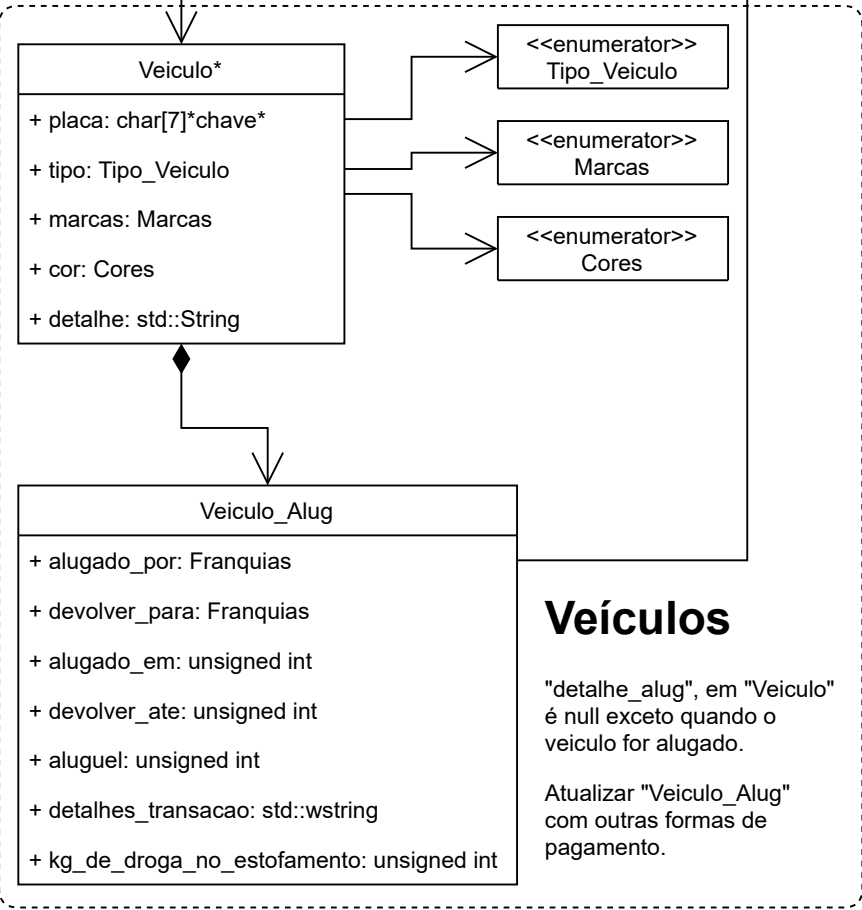 Veiculo*
+ placa: char[7]*chave*
+ tipo: Tipo_Veiculo
+ marcas: Marcas
+ cor: Cores
+ detalhe: std::String
<<enumerator>>
Tipo_Veiculo
<<enumerator>>
Marcas
<<enumerator>>
Cores
Veiculo_Alug
+ alugado_por: Franquias
+ devolver_para: Franquias
+ alugado_em: unsigned int
+ devolver_ate: unsigned int
+ aluguel: unsigned int
+ detalhes_transacao: std::wstring
+ kg_de_droga_no_estofamento: unsigned int
Veículos
"detalhe_alug", em "Veiculo"
é null exceto quando o
veiculo for alugado.
Atualizar "Veiculo_Alug"
com outras formas de
pagamento.